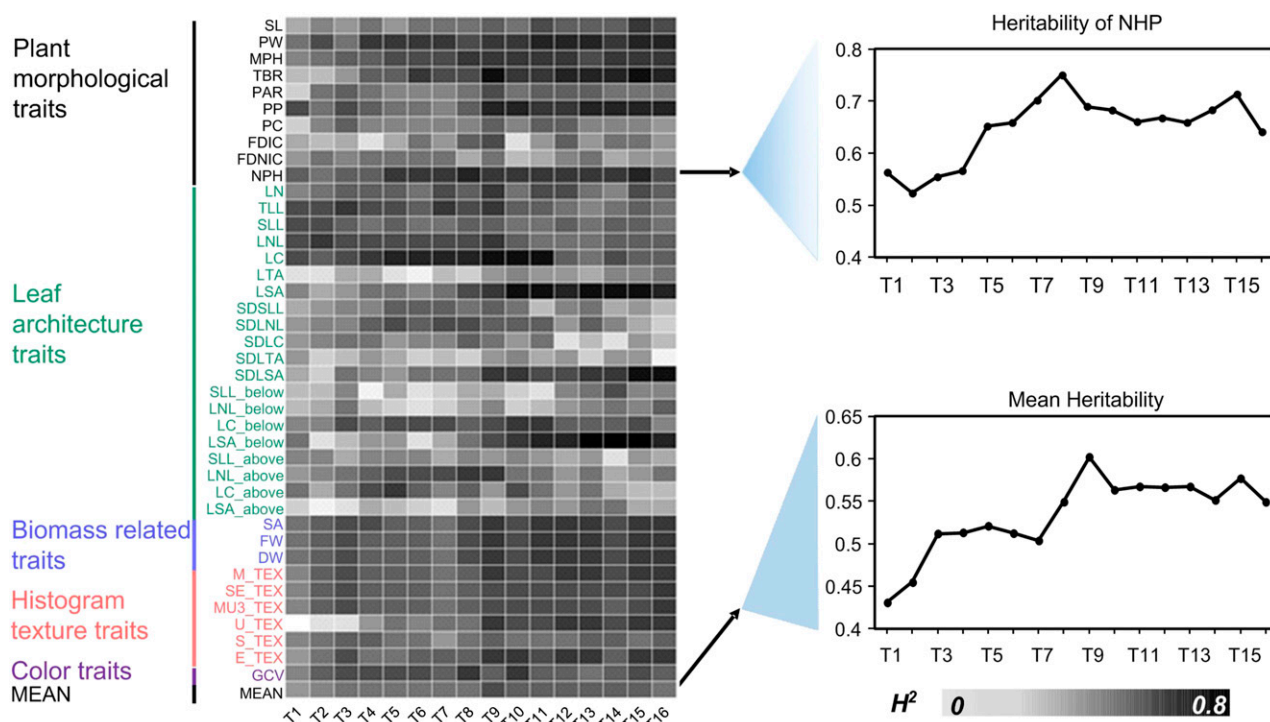 Plant
morphological
traits
Leaf
architecture
traits
Biomass related
traits
Histogram
texture traits
Color traits
MEAN
SL
PW
MPH
TBR
PAR
PP
PC
FDIC
FDNIC
NPH
LN
TLL
SLL
LNL
LC
LTA
LSA
SDSLL
SDLNL
SDLC
SDLTA
SDLSA
SLL_below
LNL_below
LC_below
LSA_below
SLL_above
LNL_above
LC_above
LSA_above
SA
FW
DW
M_TEX
SE_TEX
MU3_TEX
U_TEX
S_TEX
E_TEX
GCV
MEAN
T1 T2 T3 T4 T5 T6 T7 T8 T9 T10 T11 T12 T13 T14 T15 T16
Heritability of NHP
0.8
0.7
0.6
0.5
0.4
T1 T3 T5 T7 T9 T11 T13 T15
Mean Heritability
0.65
0.6
0.55
0.5
0.45
0.4
T1 T3 T5 T7 T9 T11 T13 T15
H² 0 0.8